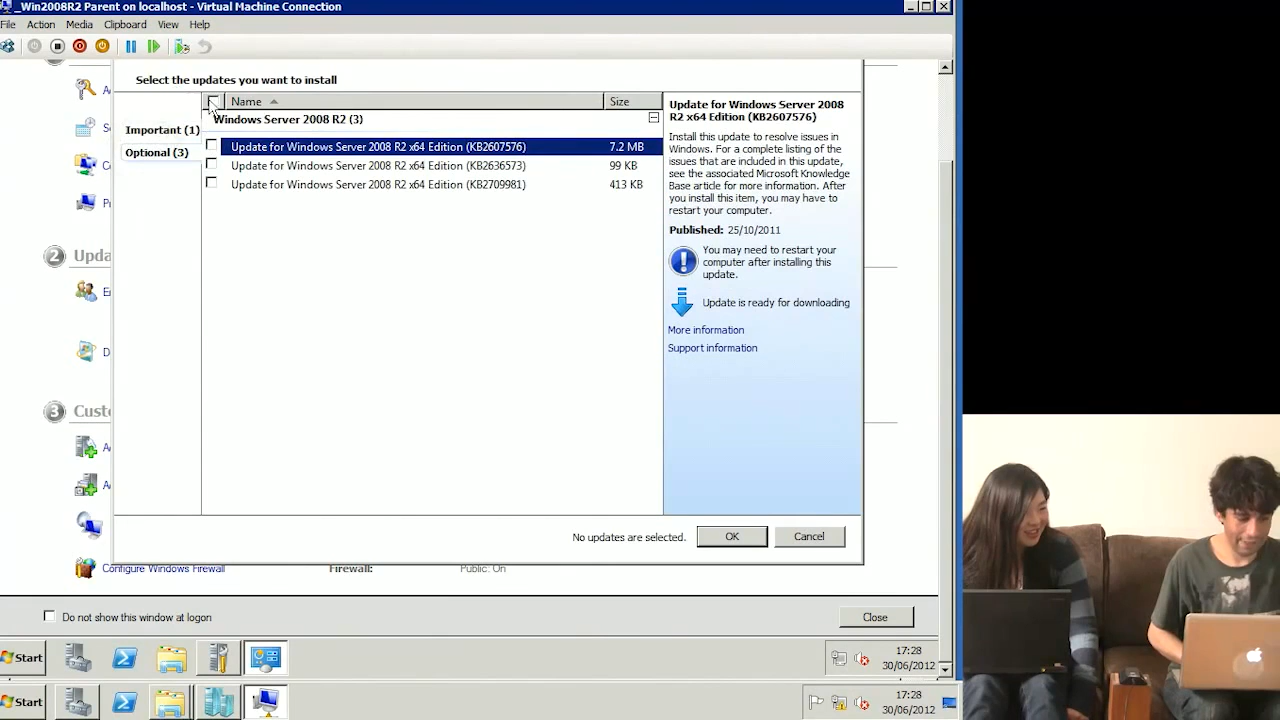 _Win2008R2 Parent on localhost - Virtual Machine Connection
File Action Media Clipboard View Help
Select the updates you want to install
Name Size
Important (1)
Optional (3)
Windows Server 2008 R2 (3)
Update for Windows Server 2008 R2 x64 Edition (KB2607576) 7.2 MB
Update for Windows Server 2008 R2 x64 Edition (KB2636573) 99 KB
Update for Windows Server 2008 R2 x64 Edition (KB2709981) 413 KB
Update for Windows Server 2008
R2 x64 Edition (KB2607576)
Install this update to resolve issues in
Windows. For a complete listing of
the issues that are included in this update,
see the associated Microsoft Knowledge
Base article for more information. After
you install this item, you may have to
restart your computer.
Published: 25/10/2011
You may need to restart your
computer after installing this
update.
Update is ready for downloading
More information
Support information
No updates are selected. OK Cancel
2 Upda
3 Custo
Configure Windows Firewall Firewall: Public: On
Do not show this window at logon Close
Start 17:28
30/06/2012
Start 17:28
30/06/2012